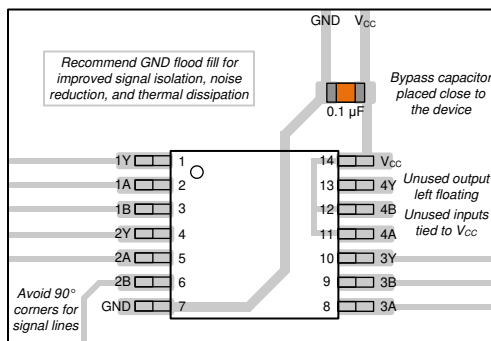 GND VCC
Recommend GND flood fill for
improved signal isolation, noise
reduction, and thermal dissipation
Bypass capacitor
placed close to
the device
0.1 µF
1Y 1 14 VCC
1A 2 13 4Y
1B 3 12 4B
2Y 4 11 4A
2A 5 10 3Y
2B 6 9 3B
GND 7 8 3A
Unused output
left floating
Unused inputs
tied to VCC
Avoid 90°
corners for
signal lines